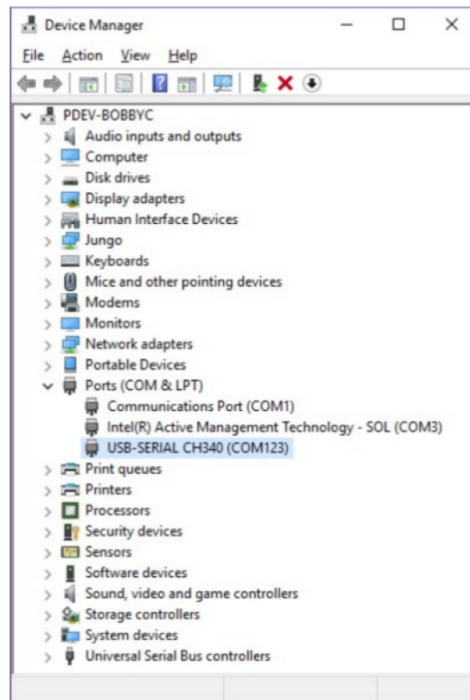 Device Manager
File Action View Help
PDEV-BOBBYC
Audio inputs and outputs
Computer
Disk drives
Display adapters
Human Interface Devices
Jungo
Keyboards
Mice and other pointing devices
Modems
Monitors
Network adapters
Portable Devices
Ports (COM & LPT)
Communications Port (COM1)
Intel(R) Active Management Technology - SOL (COM3)
USB-SERIAL CH340 (COM123)
Print queues
Printers
Processors
Security devices
Sensors
Software devices
Sound, video and game controllers
Storage controllers
System devices
Universal Serial Bus controllers